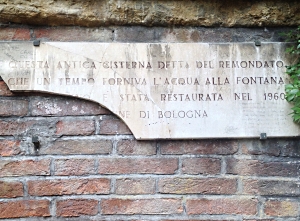 QUESTA ANTICA CISTERNA DETTA DEL REMONDATO
CHE UN TEMPO FORNIVA L'ACQUA ALLA FONTANA
È STATA RESTAURATA NEL 1960
NE DI BOLOGNA